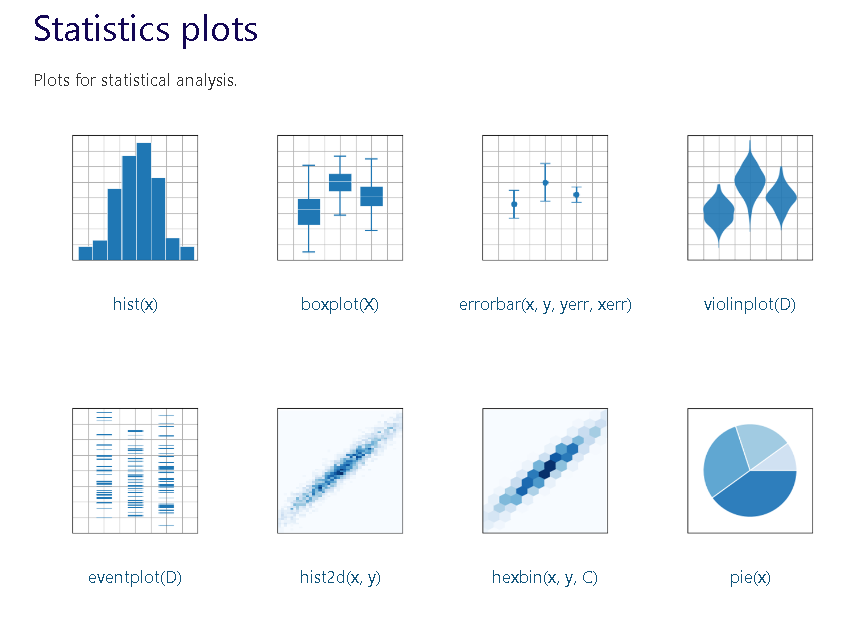 Statistics plots
Plots for statistical analysis.
hist(x)
boxplot(X)
errorbar(x, y, yerr, xerr)
violinplot(D)
eventplot(D)
hist2d(x, y)
hexbin(x, y, C)
pie(x)